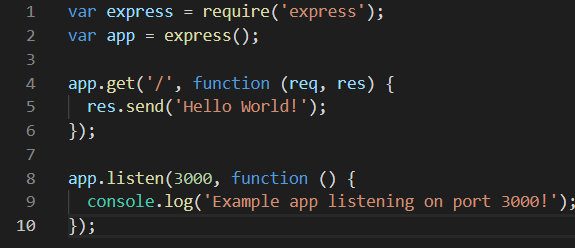 1 var express = require('express');
2 var app = express();
3
4 app.get('/', function (req, res) {
5   res.send('Hello World!');
6 });
7
8 app.listen(3000, function () {
9   console.log('Example app listening on port 3000!');
10 });